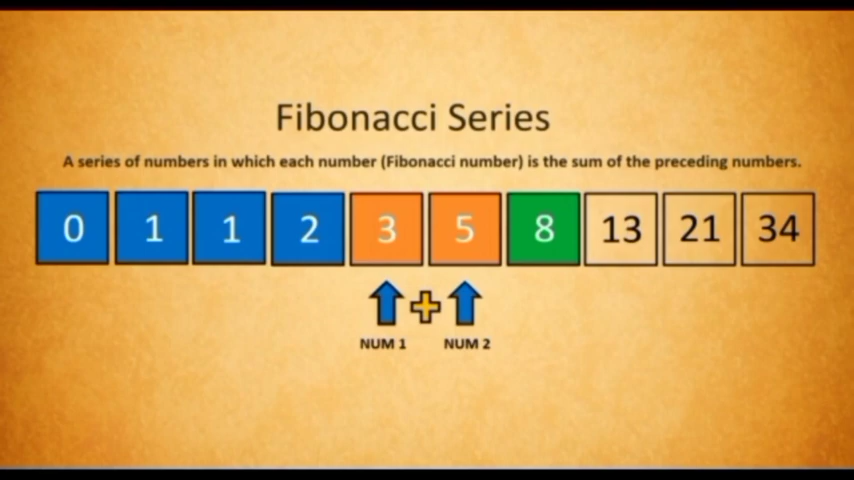 Fibonacci Series
A series of numbers in which each number (Fibonacci number) is the sum of the preceding numbers.
0 1 1 2 3 5 8 13 21 34
NUM 1 NUM 2